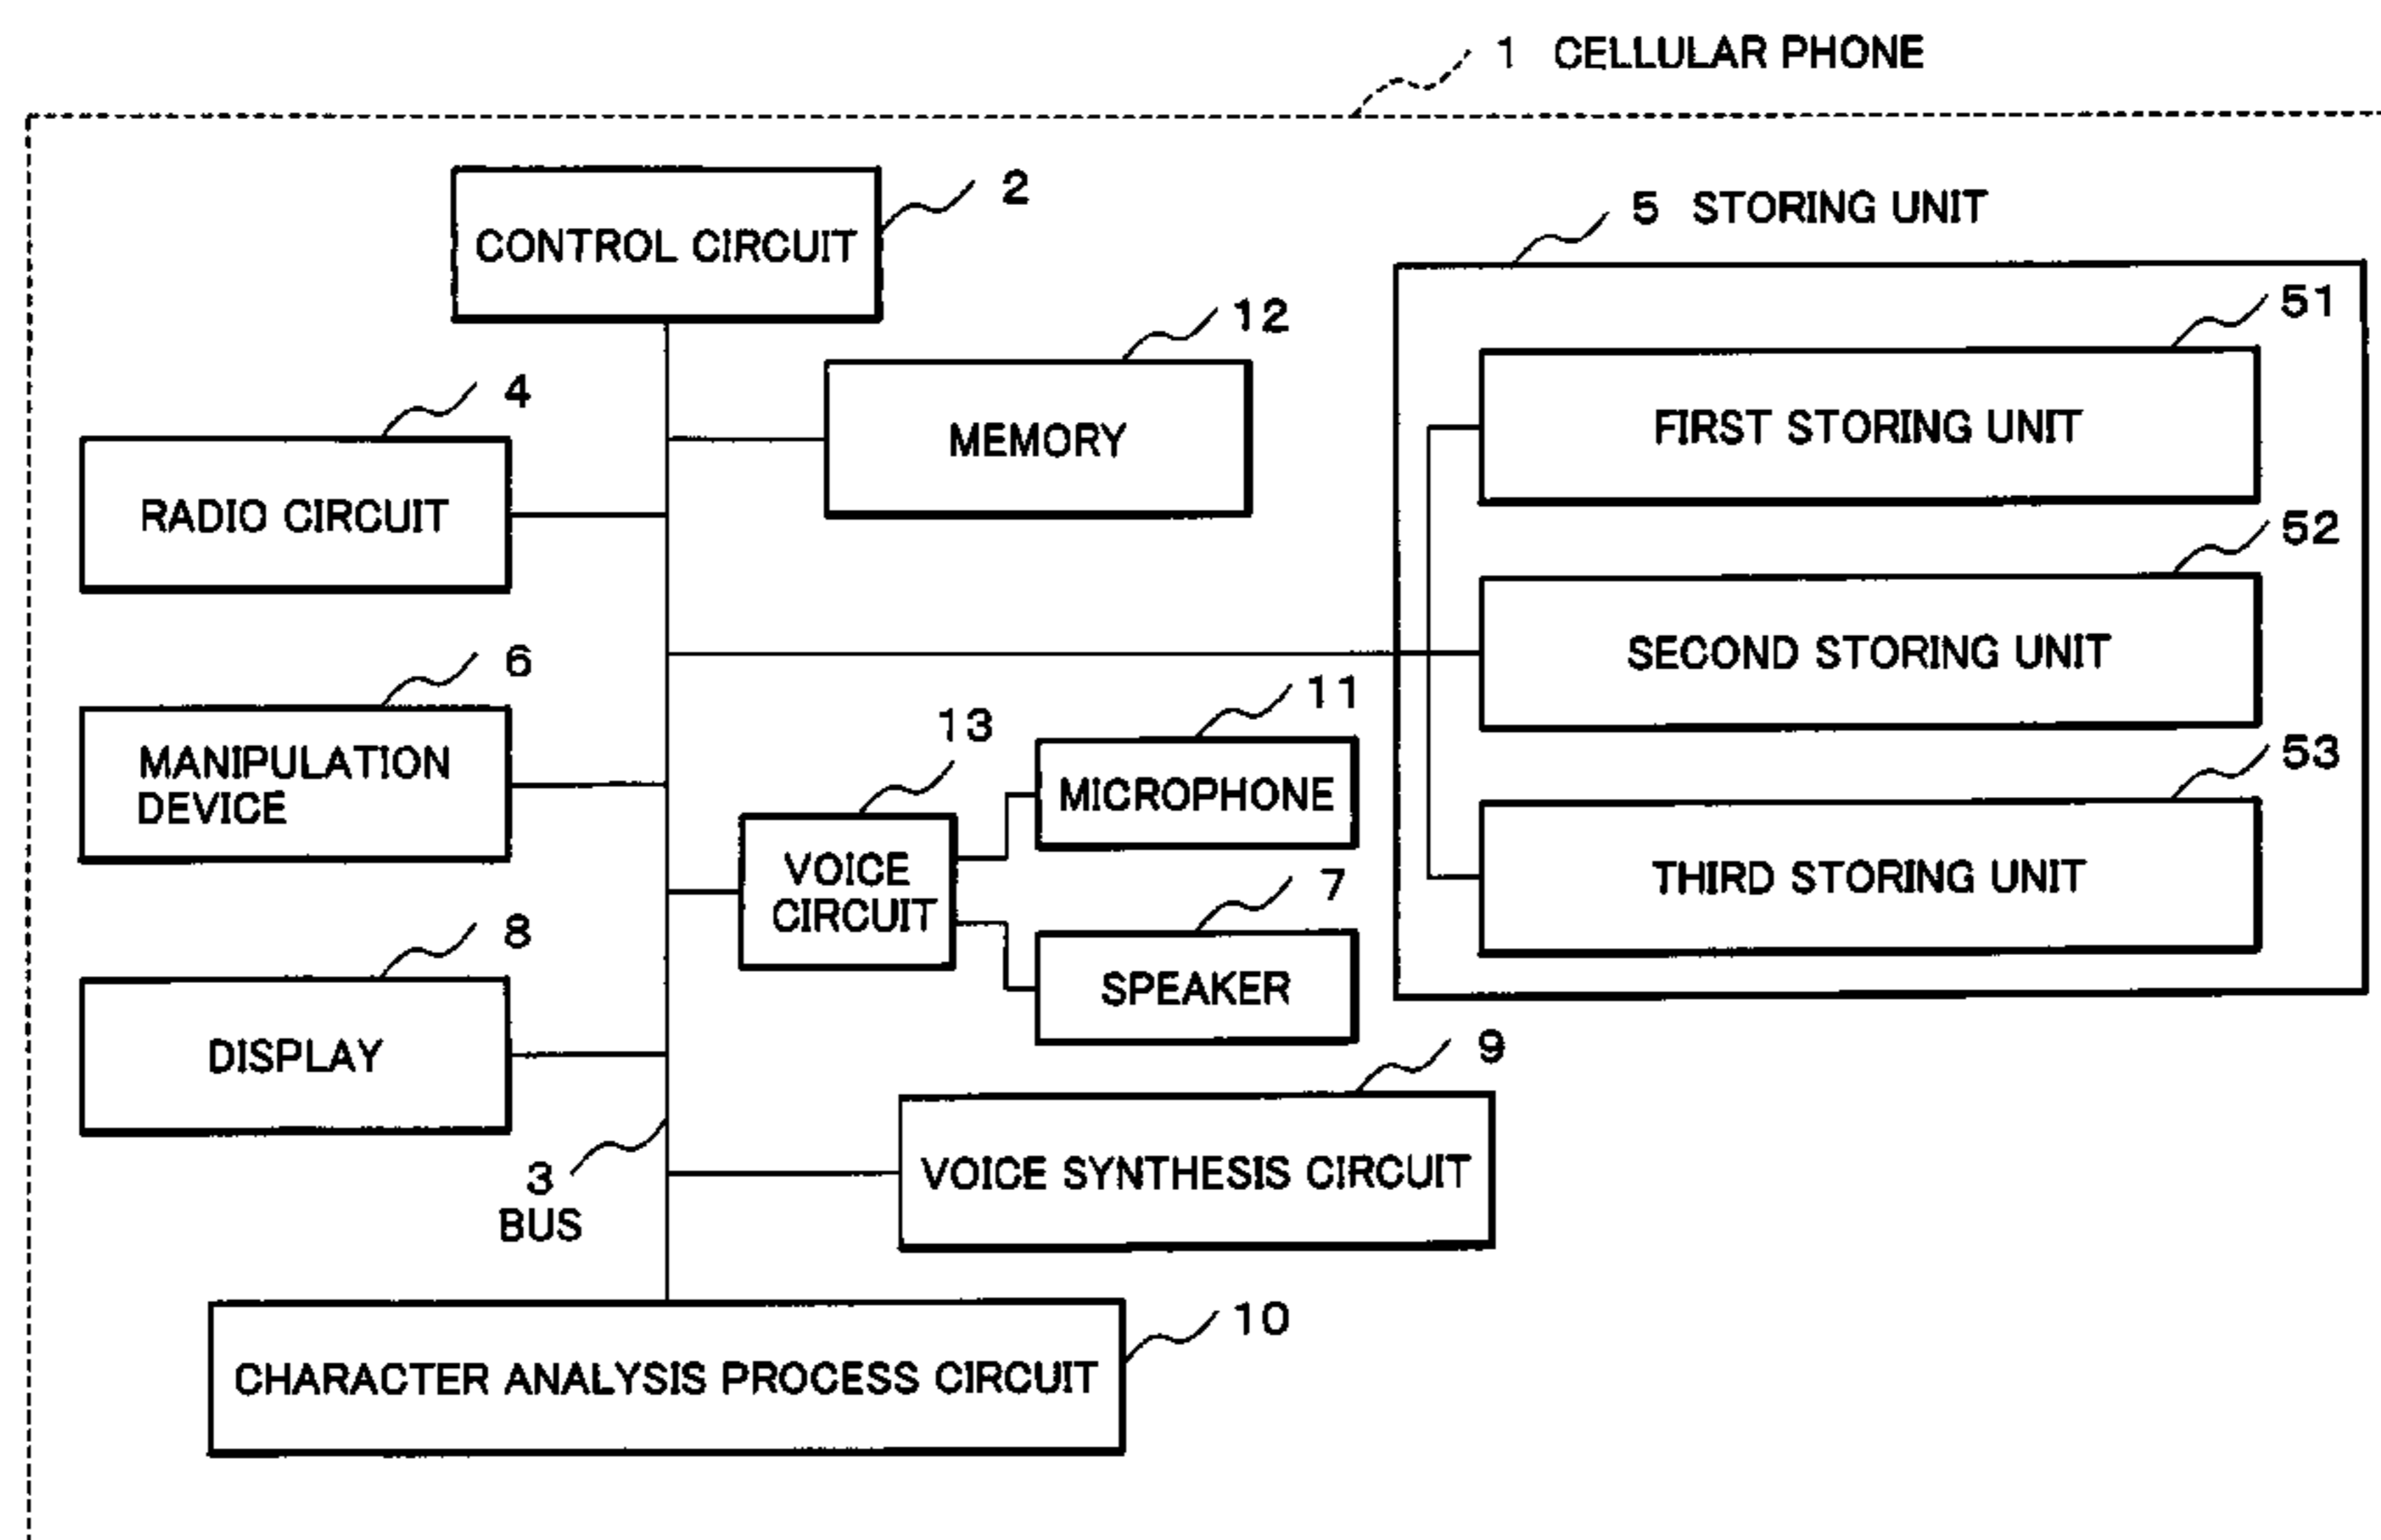 1 CELLULAR PHONE
2
CONTROL CIRCUIT
5 STORING UNIT
12
MEMORY
51
FIRST STORING UNIT
4
RADIO CIRCUIT
52
SECOND STORING UNIT
6
MANIPULATION
DEVICE
13
VOICE
CIRCUIT
11
MICROPHONE
53
THIRD STORING UNIT
7
SPEAKER
8
DISPLAY
3
BUS
9
VOICE SYNTHESIS CIRCUIT
10
CHARACTER ANALYSIS PROCESS CIRCUIT